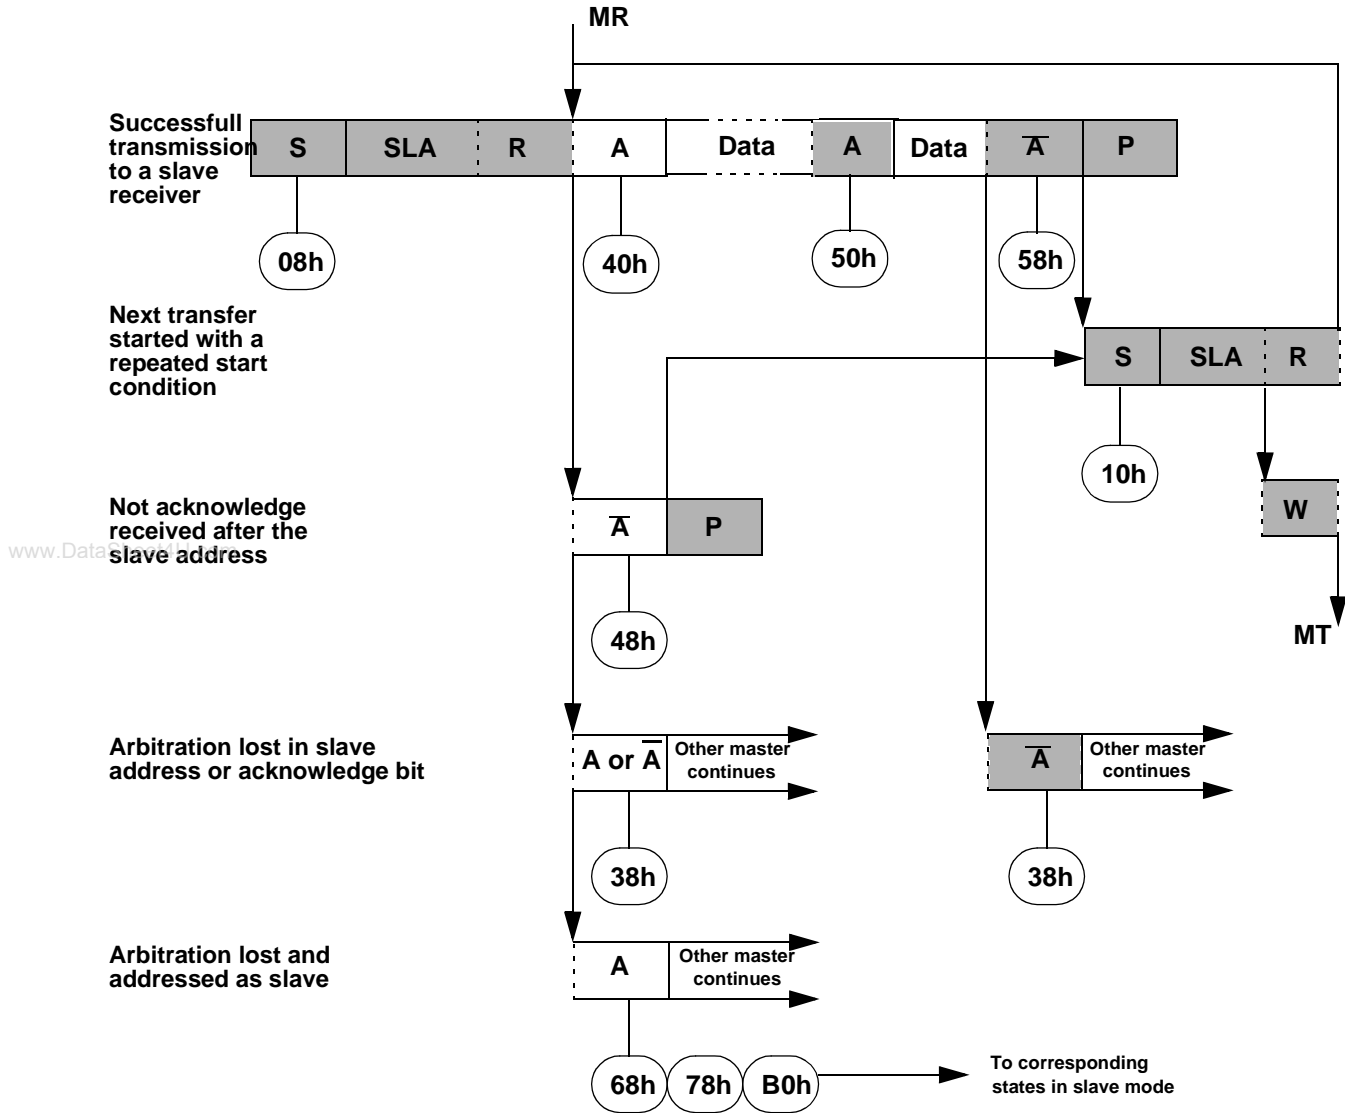 MR
Successfull
transmission
to a slave
receiver
S SLA R A Data A Data A̅ P
08h 40h 50h 58h
Next transfer
started with a
repeated start
condition
S SLA R
10h
W
MT
Not acknowledge
received after the
slave address
A̅ P
48h
www.DataSheet4U.com
Arbitration lost in slave
address or acknowledge bit
A or A̅ Other master
continues
A̅ Other master
continues
38h 38h
Arbitration lost and
addressed as slave
A Other master
continues
68h 78h B0h
To corresponding
states in slave mode